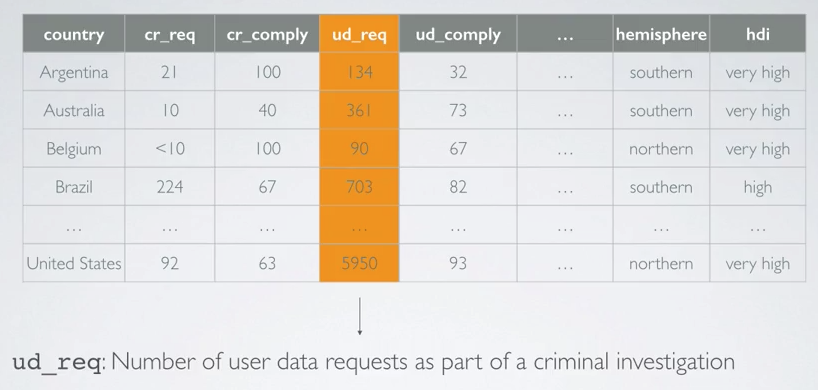 country cr_req cr_comply ud_req ud_comply … hemisphere hdi
Argentina 21 100 134 32 … southern very high
Australia 10 40 361 73 … southern very high
Belgium <10 100 90 67 … northern very high
Brazil 224 67 703 82 … southern high
… … … … … … … …
United States 92 63 5950 93 … northern very high
ud_req: Number of user data requests as part of a criminal investigation